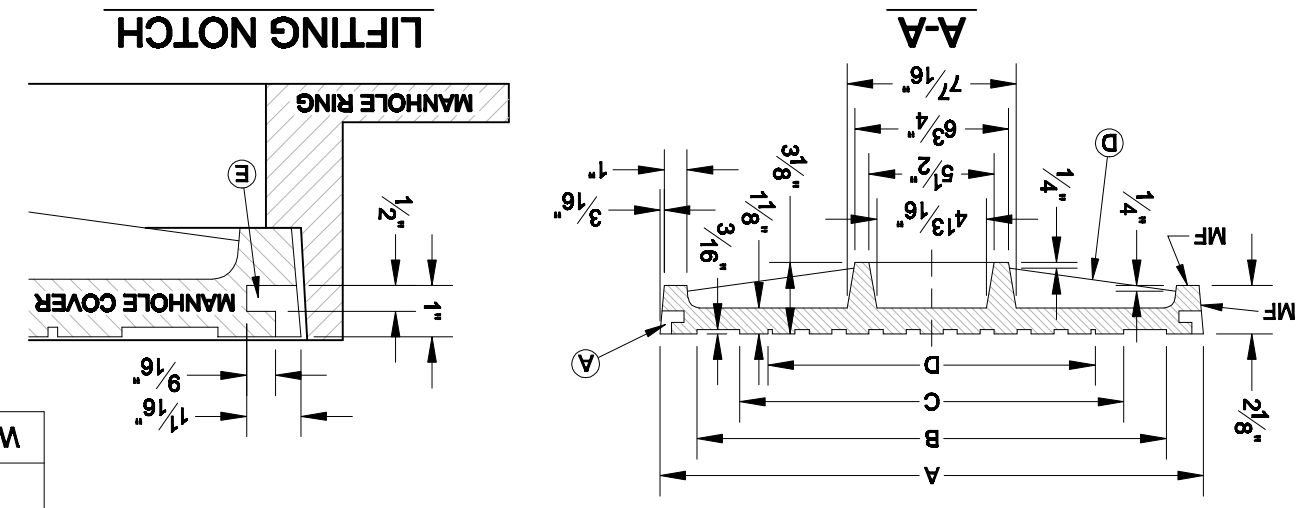 W
A
B
C
D
2 1/8"
MF
MF
1/4"
1/4"
D
4 13/16"
5 1/2"
6 3/4"
7 7/16"
3/16"
1 1/8"
3 1/8"
3/16"
1"
A
A-A
1 1/16"
9/16"
1"
1/2"
MANHOLE COVER
E
MANHOLE RING
LIFTING NOTCH